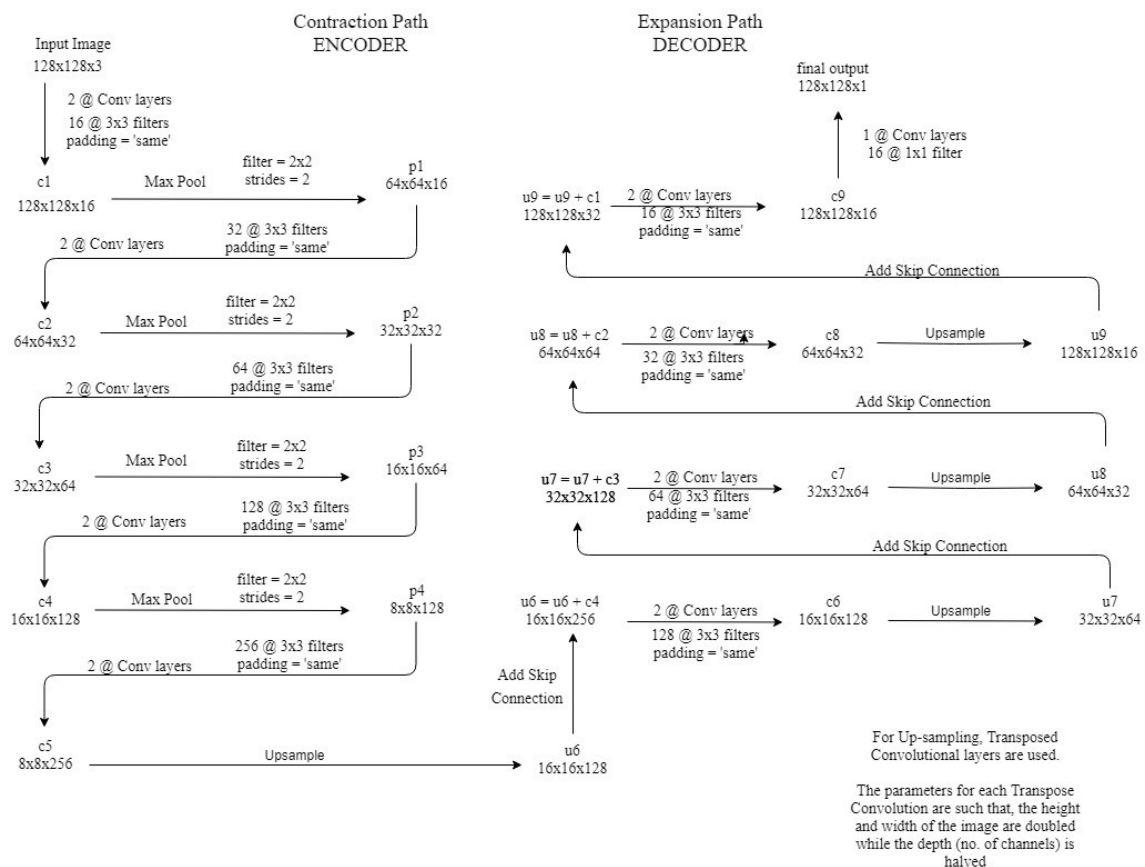 Contraction Path
ENCODER
Input Image
128x128x3
2 @ Conv layers
16 @ 3x3 filters
padding = 'same'
c1
128x128x16
Max Pool
filter = 2x2
strides = 2
p1
64x64x16
2 @ Conv layers
32 @ 3x3 filters
padding = 'same'
c2
64x64x32
Max Pool
filter = 2x2
strides = 2
p2
32x32x32
2 @ Conv layers
64 @ 3x3 filters
padding = 'same'
c3
32x32x64
Max Pool
filter = 2x2
strides = 2
p3
16x16x64
2 @ Conv layers
128 @ 3x3 filters
padding = 'same'
c4
16x16x128
Max Pool
filter = 2x2
strides = 2
p4
8x8x128
2 @ Conv layers
256 @ 3x3 filters
padding = 'same'
c5
8x8x256
Upsample
u6
16x16x128
Add Skip
Connection
Expansion Path
DECODER
final output
128x128x1
1 @ Conv layers
16 @ 1x1 filter
u9 = u9 + c1
128x128x32
2 @ Conv layers
16 @ 3x3 filters
padding = 'same'
c9
128x128x16
Add Skip Connection
u8 = u8 + c2
64x64x64
2 @ Conv layers
32 @ 3x3 filters
padding = 'same'
c8
64x64x32
Upsample
u9
128x128x16
Add Skip Connection
u7 = u7 + c3
32x32x128
2 @ Conv layers
64 @ 3x3 filters
padding = 'same'
c7
32x32x64
Upsample
u8
64x64x32
Add Skip Connection
u6 = u6 + c4
16x16x256
2 @ Conv layers
128 @ 3x3 filters
padding = 'same'
c6
16x16x128
Upsample
u7
32x32x64
For Up-sampling, Transposed
Convolutional layers are used.
The parameters for each Transpose
Convolution are such that, the height
and width of the image are doubled
while the depth (no. of channels) is
halved